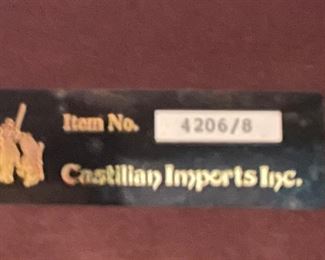 Item No. 4206/8
Castilian Imports Inc.